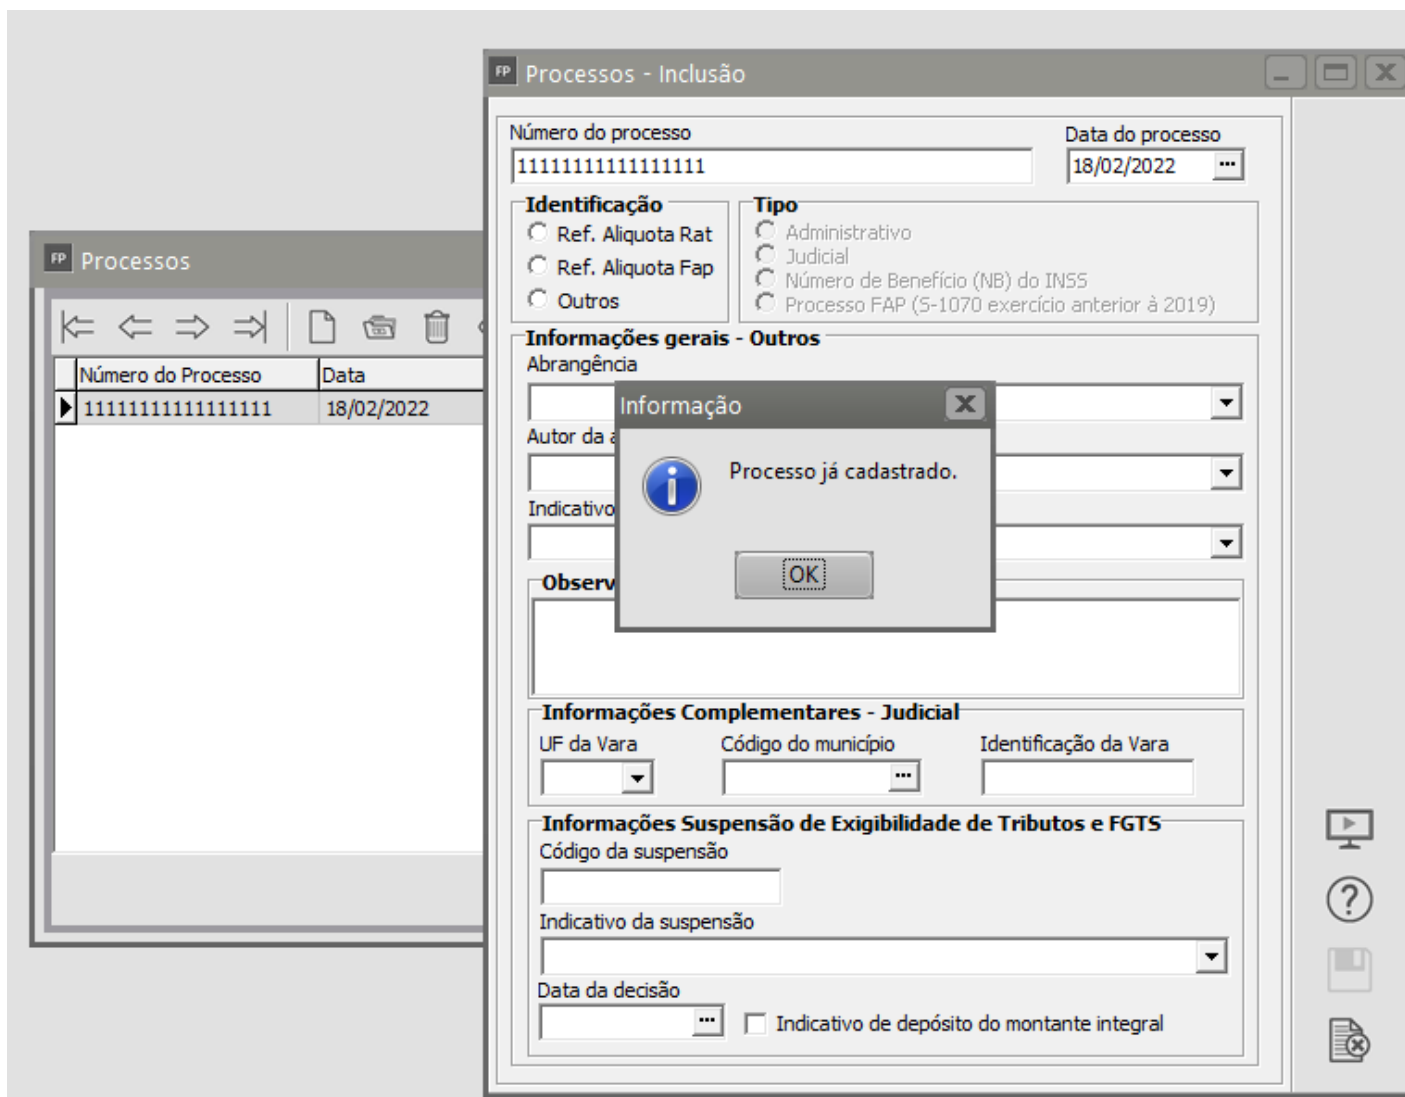 FP Processos - Inclusão
Número do processo
Data do processo
11111111111111111
18/02/2022
Identificação
Tipo
Ref. Aliquota Rat
Ref. Aliquota Fap
Outros
Administrativo
Judicial
Número de Benefício (NB) do INSS
Processo FAP (S-1070 exercício anterior à 2019)
FP Processos
Número do Processo
Data
11111111111111111
18/02/2022
Informações gerais - Outros
Abrangência
Autor da a
Indicativo
Informação
Processo já cadastrado.
OK
Observ
Informações Complementares - Judicial
UF da Vara
Código do município
Identificação da Vara
Informações Suspensão de Exigibilidade de Tributos e FGTS
Código da suspensão
Indicativo da suspensão
Data da decisão
Indicativo de depósito do montante integral